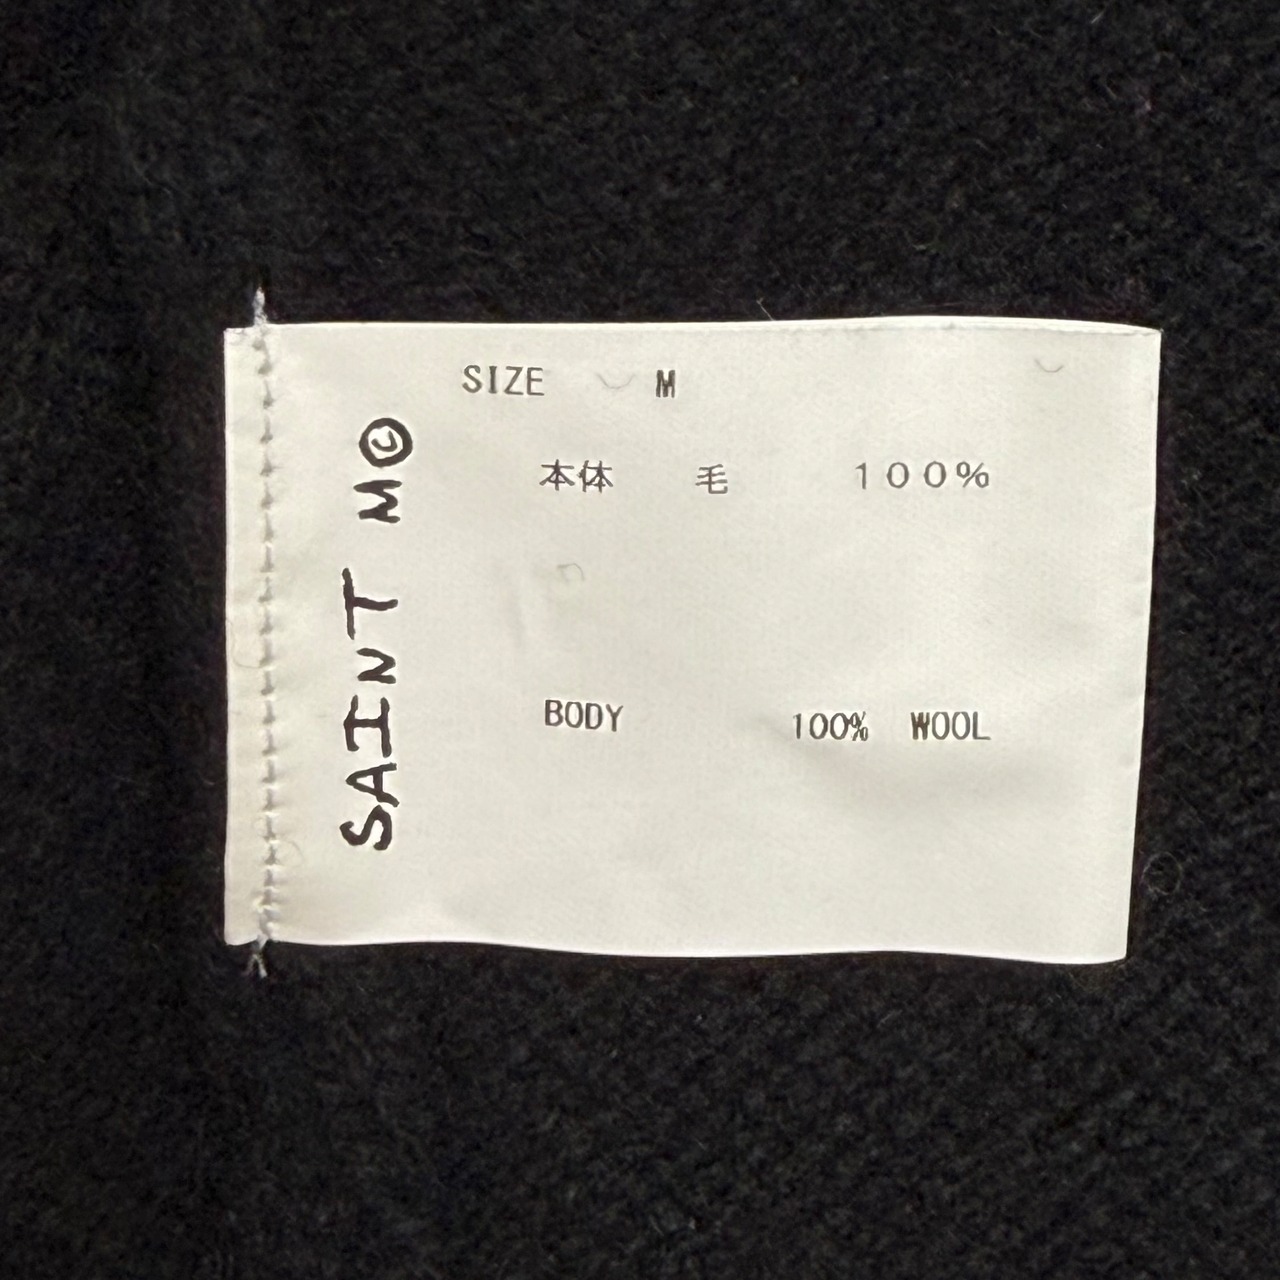 SAINT M©
SIZE M
本体 毛 100%
BODY 100% WOOL